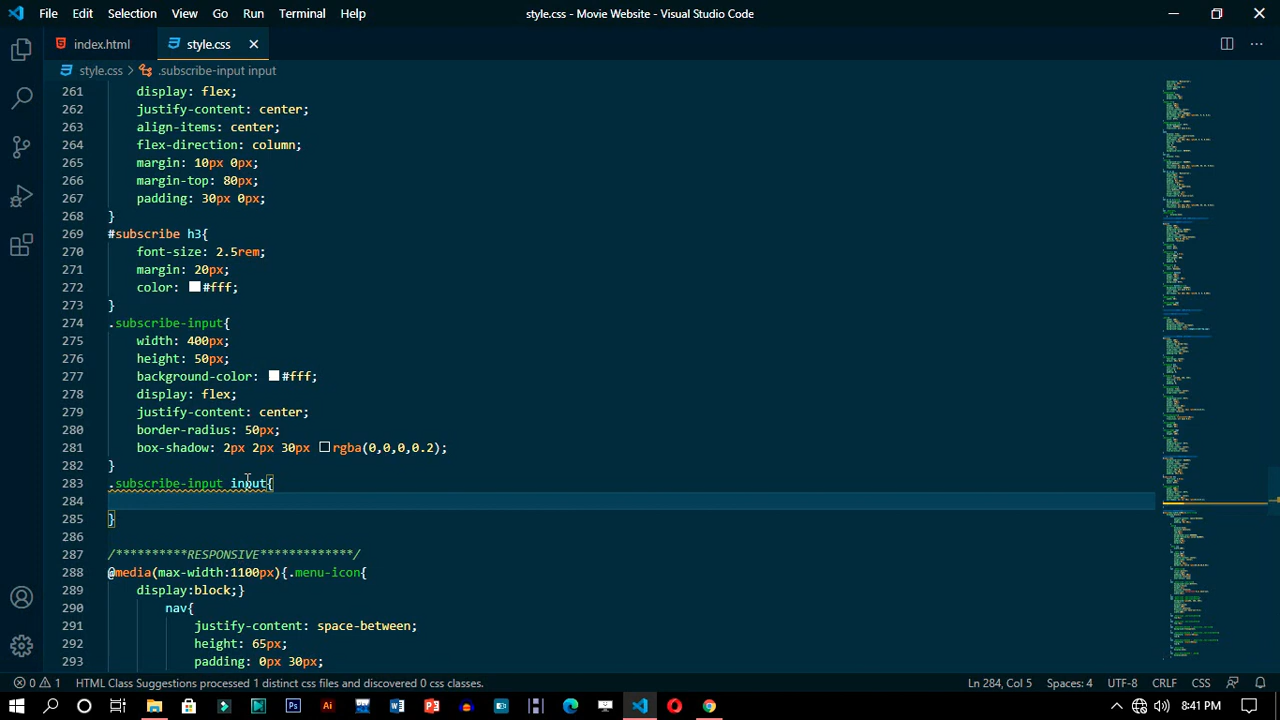 File Edit Selection View Go Run Terminal Help style.css - Movie Website - Visual Studio Code
index.html style.css
style.css > .subscribe-input input
261 display: flex;
262 justify-content: center;
263 align-items: center;
264 flex-direction: column;
265 margin: 10px 0px;
266 margin-top: 80px;
267 padding: 30px 0px;
268 }
269 #subscribe h3{
270 font-size: 2.5rem;
271 margin: 20px;
272 color: #fff;
273 }
274 .subscribe-input{
275 width: 400px;
276 height: 50px;
277 background-color: #fff;
278 display: flex;
279 justify-content: center;
280 border-radius: 50px;
281 box-shadow: 2px 2px 30px rgba(0,0,0,0.2);
282 }
283 .subscribe-input input{
284
285 }
286
287 /**********RESPONSIVE*************/
288 @media(max-width:1100px){.menu-icon{
289 display:block;}
290 nav{
291 justify-content: space-between;
292 height: 65px;
293 padding: 0px 30px;
0 1 HTML Class Suggestions processed 1 distinct css files and discovered 0 css classes. Ln 284, Col 5 Spaces: 4 UTF-8 CRLF CSS
8:41 PM